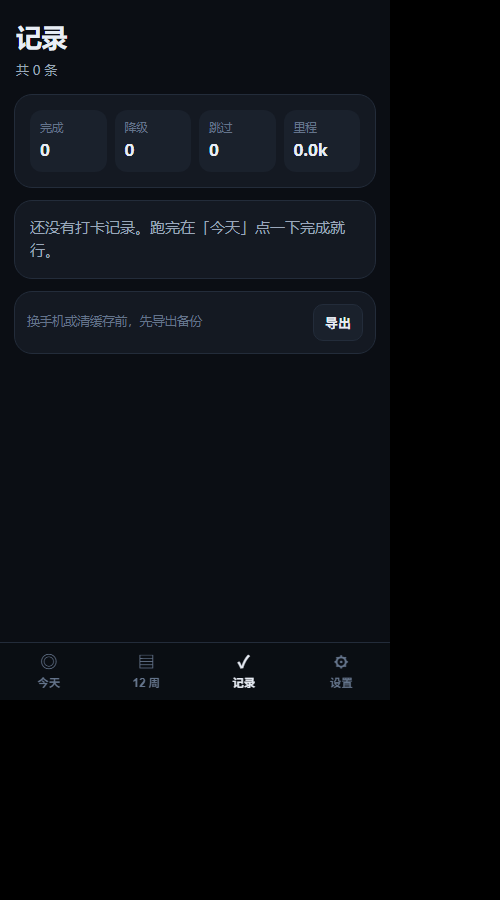 记录
共 0 条
完成 降级 跳过 里程
0 0 0 0.0k
还没有打卡记录。跑完在「今天」点一下完成就
行。
换手机或清缓存前，先导出备份 导出
今天 12 周 记录 设置